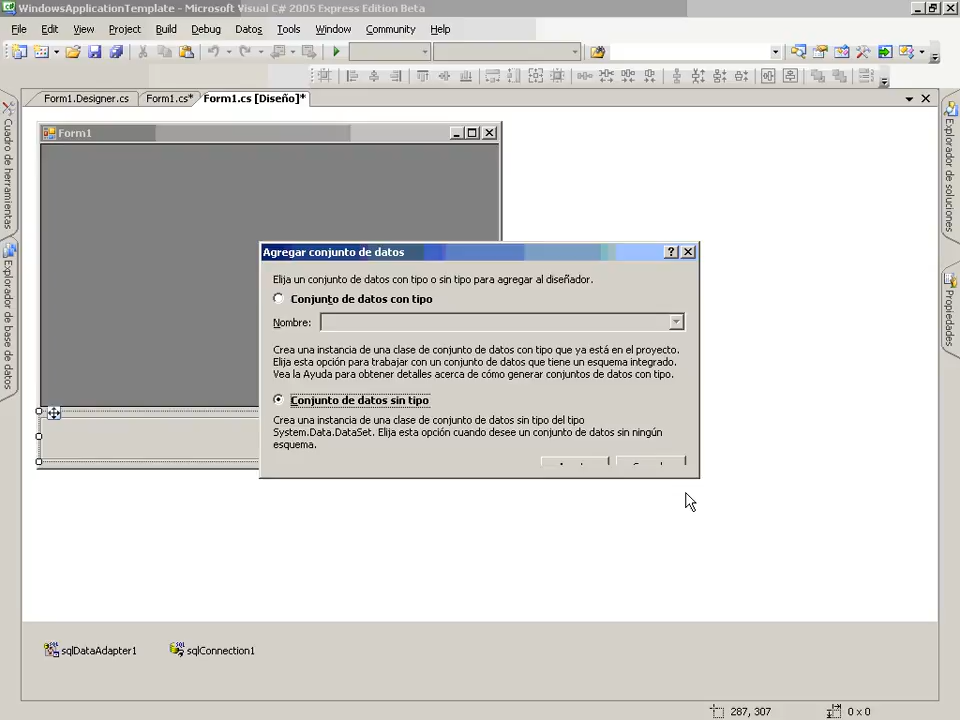 WindowsApplicationTemplate - Microsoft Visual C# 2005 Express Edition Beta
File Edit View Project Build Debug Datos Tools Window Community Help
Form1.Designer.cs Form1.cs* Form1.cs [Diseño]*
Cuadro de herramientas
Explorador de base de datos
Explorador de soluciones
Propiedades
Form1
Agregar conjunto de datos
Elija un conjunto de datos con tipo o sin tipo para agregar al diseñador.
Conjunto de datos con tipo
Nombre:
Crea una instancia de una clase de conjunto de datos con tipo que ya está en el proyecto.
Elija esta opción para trabajar con un conjunto de datos que tiene un esquema integrado.
Vea la Ayuda para obtener detalles acerca de cómo generar conjuntos de datos con tipo.
Conjunto de datos sin tipo
Crea una instancia de una clase de conjunto de datos sin tipo del tipo
System.Data.DataSet. Elija esta opción cuando desee un conjunto de datos sin ningún
esquema.
sqlDataAdapter1 sqlConnection1
287, 307 0 x 0